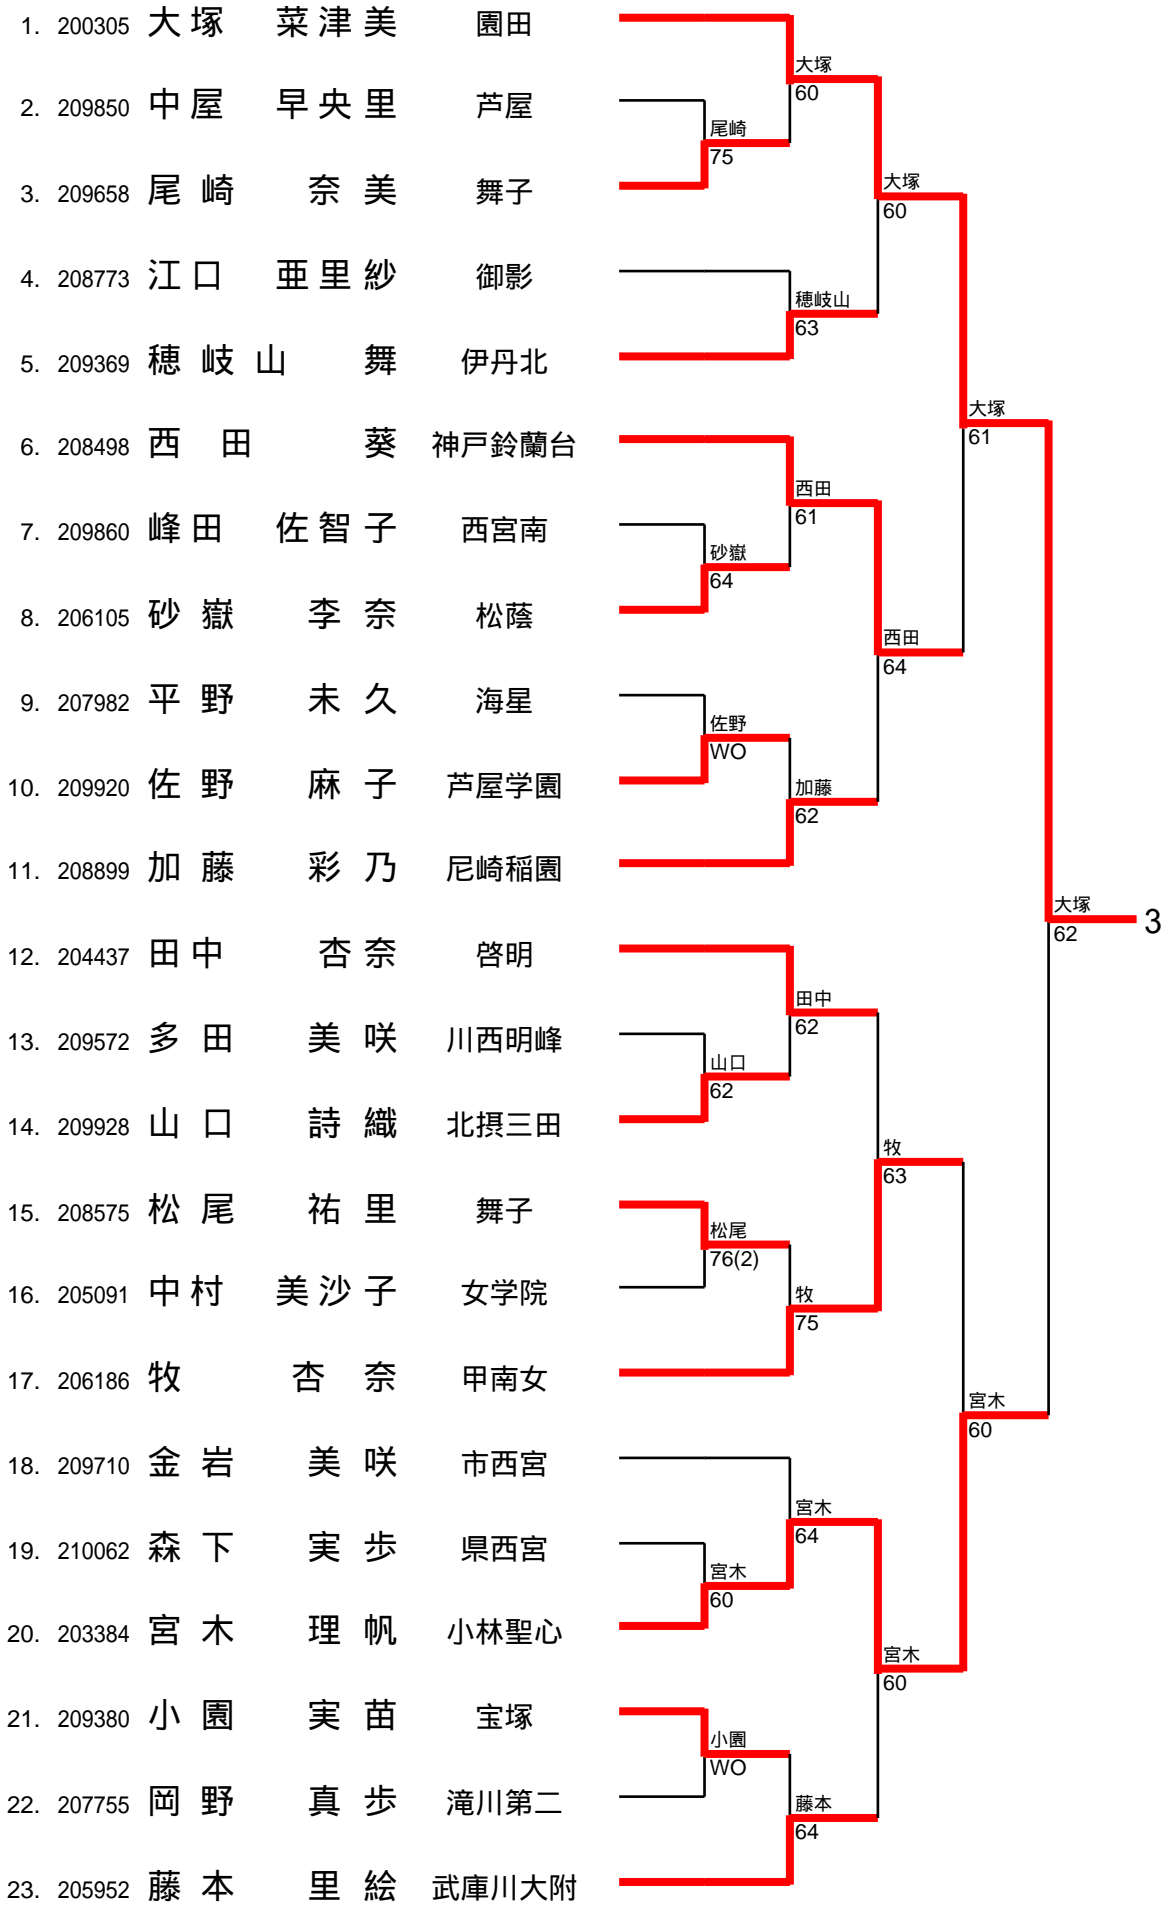 1. 200305 大塚 菜津美 園田
大塚
60
2. 209850 中屋 早央里 芦屋
尾崎
75
3. 209658 尾崎 奈美 舞子
大塚
60
4. 208773 江口 亜里紗 御影
穂岐山
63
5. 209369 穂岐山 舞 伊丹北
大塚
61
6. 208498 西田 葵 神戸鈴蘭台
西田
61
7. 209860 峰田 佐智子 西宮南
砂嶽
64
8. 206105 砂嶽 李奈 松蔭
西田
64
9. 207982 平野 未久 海星
佐野
WO
10. 209920 佐野 麻子 芦屋学園
加藤
62
11. 208899 加藤 彩乃 尼崎稲園
大塚
62
3
12. 204437 田中 杏奈 啓明
田中
62
13. 209572 多田 美咲 川西明峰
山口
62
14. 209928 山口 詩織 北摂三田
牧
63
15. 208575 松尾 祐里 舞子
松尾
76(2)
16. 205091 中村 美沙子 女学院
牧
75
17. 206186 牧 杏奈 甲南女
宮木
60
18. 209710 金岩 美咲 市西宮
宮木
64
19. 210062 森下 実歩 県西宮
宮木
60
20. 203384 宮木 理帆 小林聖心
宮木
60
21. 209380 小園 実苗 宝塚
小園
WO
22. 207755 岡野 真歩 滝川第二
藤本
64
23. 205952 藤本 里絵 武庫川大附